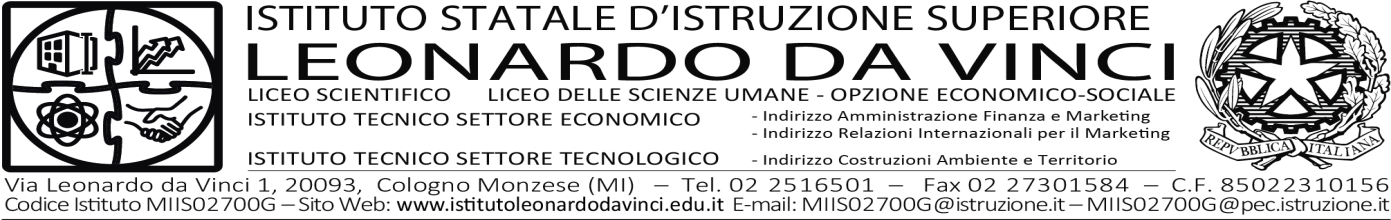 ISTITUTO STATALE D’ISTRUZIONE SUPERIORE
LEONARDO DA VINCI
LICEO SCIENTIFICO LICEO DELLE SCIENZE UMANE - OPZIONE ECONOMICO-SOCIALE
ISTITUTO TECNICO SETTORE ECONOMICO - Indirizzo Amministrazione Finanza e Marketing
- Indirizzo Relazioni Internazionali per il Marketing
ISTITUTO TECNICO SETTORE TECNOLOGICO - Indirizzo Costruzioni Ambiente e Territorio
REPVBBLICA ITALIANA
Via Leonardo da Vinci 1, 20093, Cologno Monzese (MI) – Tel. 02 2516501 – Fax 02 27301584 – C.F. 85022310156
Codice Istituto MIIS02700G – Sito Web: www.istitutoleonardodavinci.edu.it E-mail: MIIS02700G@istruzione.it – MIIS02700G@pec.istruzione.it